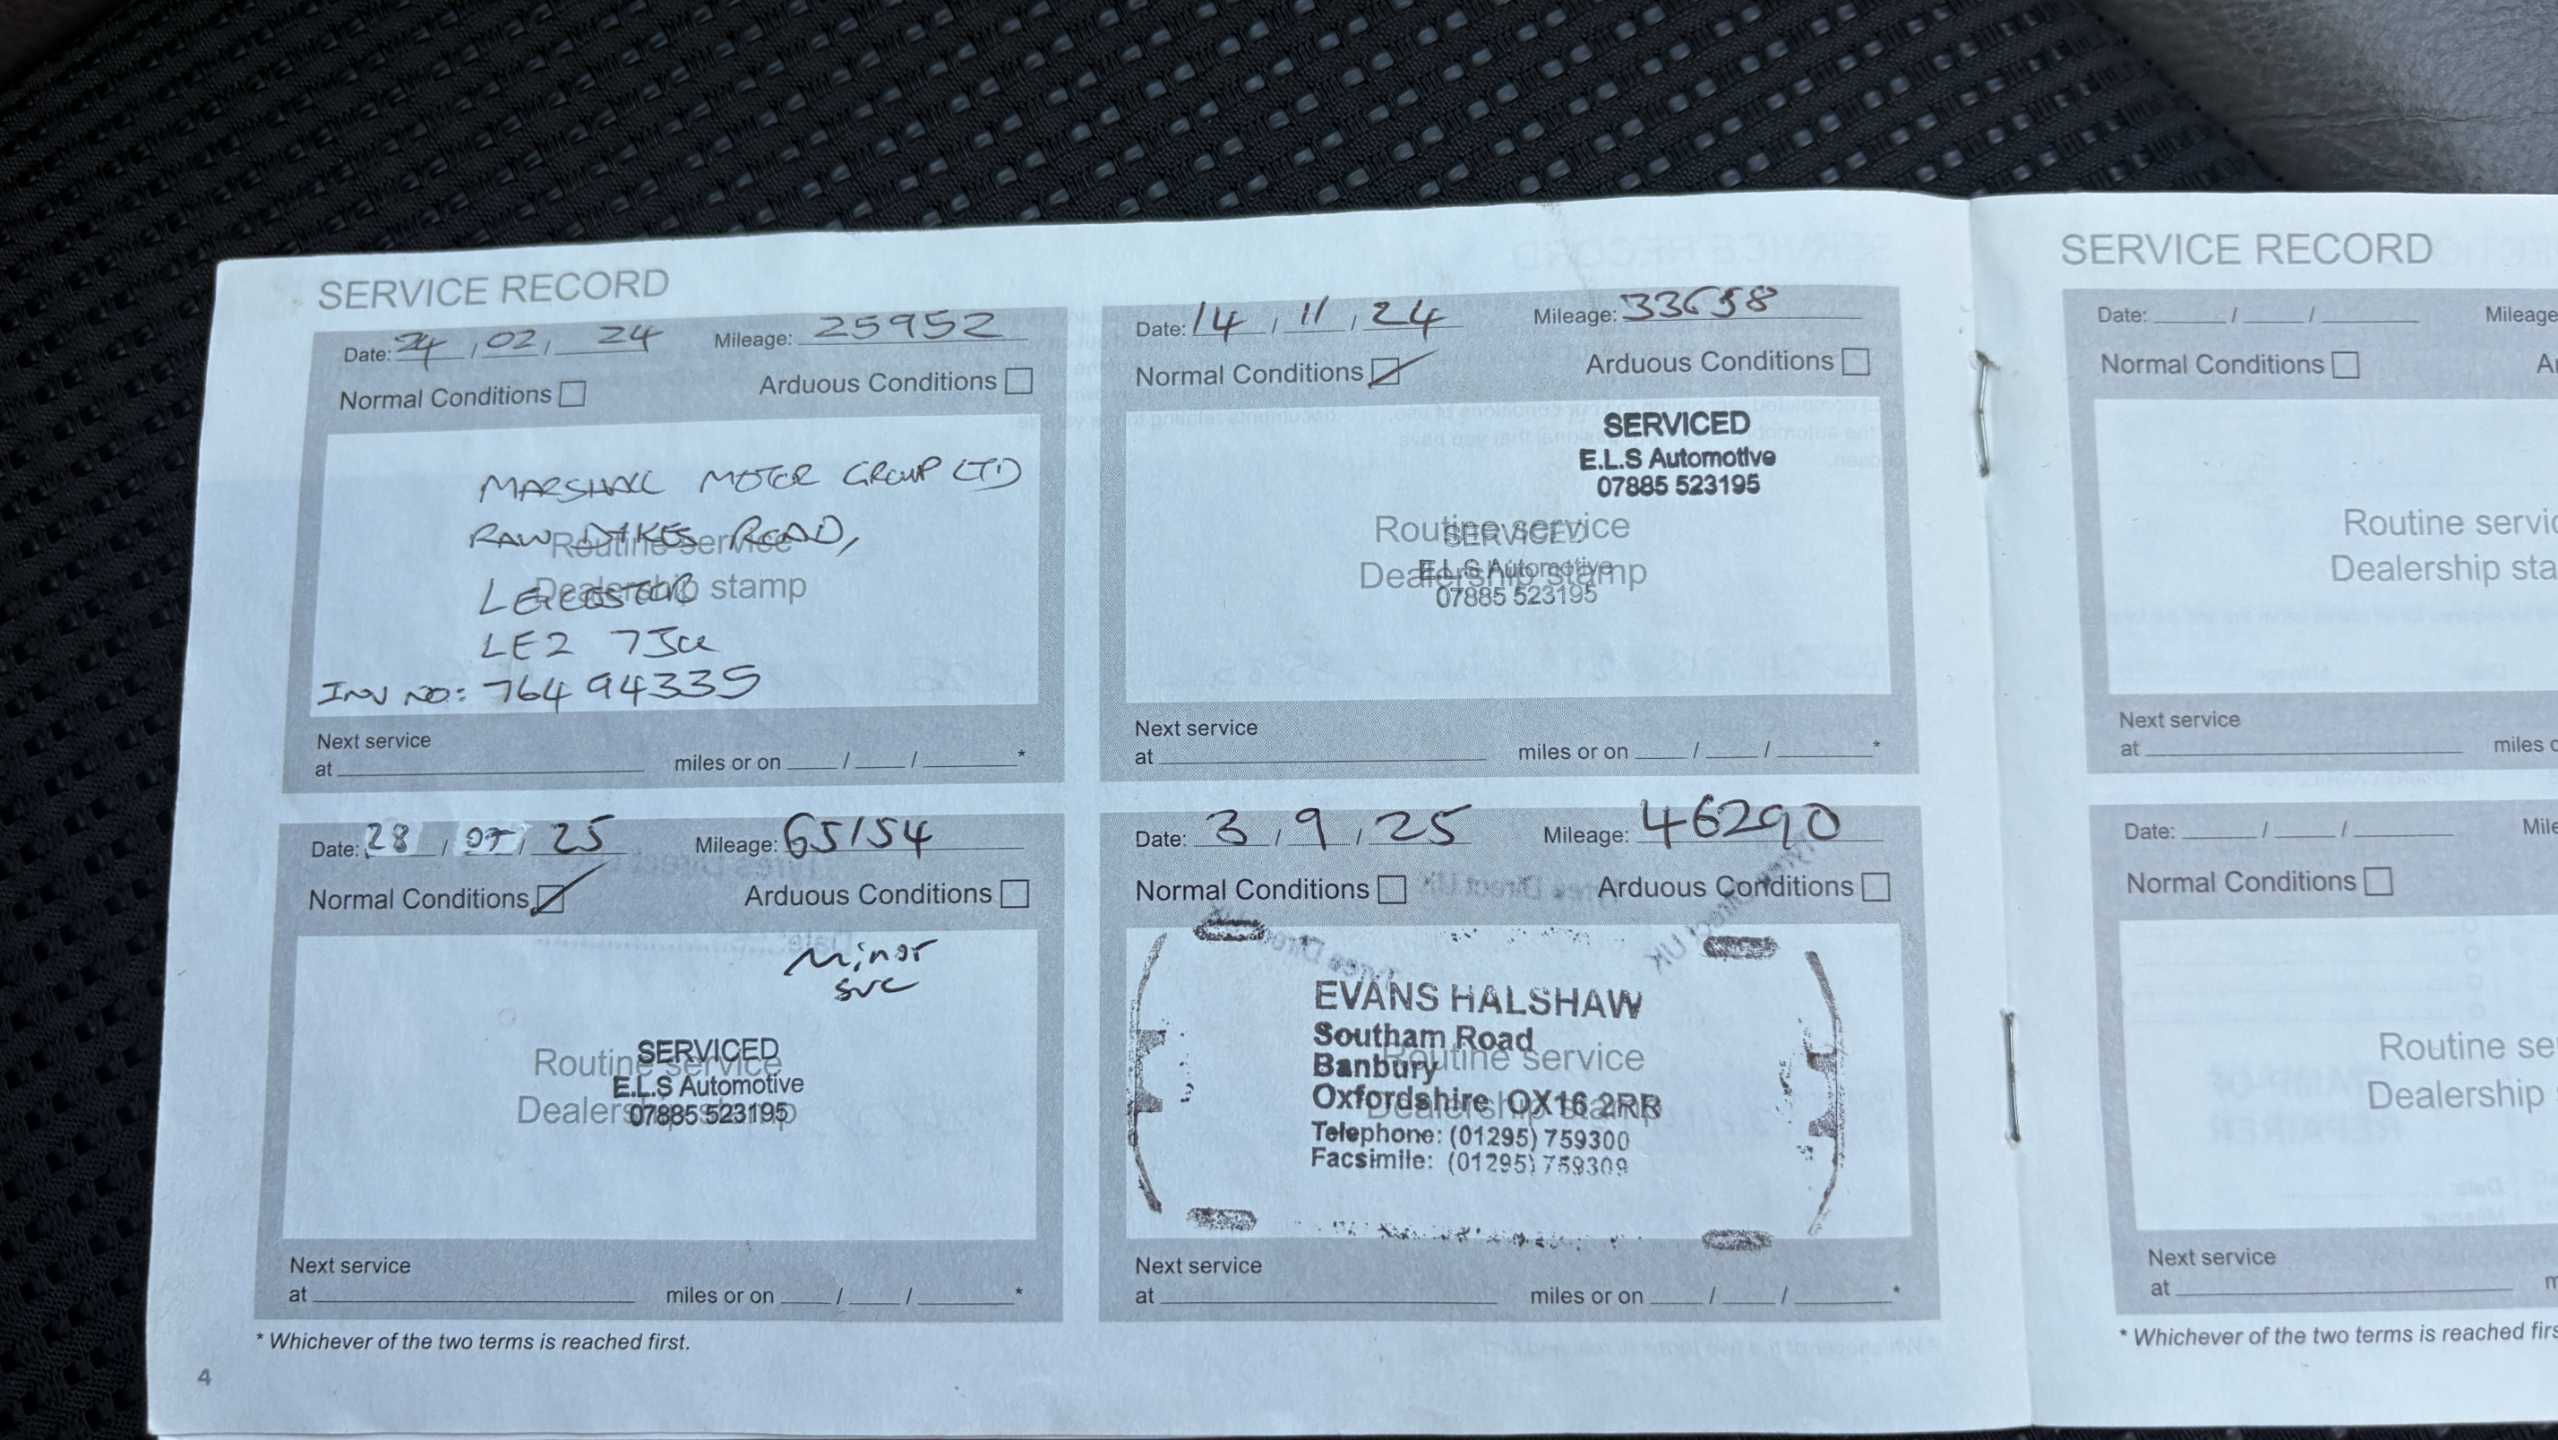 SERVICE RECORD
Date: 24 / 02 / 24 Mileage: 25952
Normal Conditions Arduous Conditions
MARSHALL MOTOR GROUP LTD
RAW DYKES ROAD,
Routine service
LEICESTER
Dealership stamp
LE2 7JU
INV NO: 76494335
Next service
at miles or on / / *
Date: 14 / 11 / 24 Mileage: 33658
Normal Conditions Arduous Conditions
SERVICED
E.L.S Automotive
07885 523195
Routine service
SERVICED
Dealership stamp
E.L.S Automotive
07885 523195
Next service
at miles or on / / *
Date: 28 / 07 / 25 Mileage: 65154
Normal Conditions Arduous Conditions
Minor
svc
Routine service
SERVICED
E.L.S Automotive
Dealership stamp
07885 523195
Next service
at miles or on / / *
Date: 3 / 9 / 25 Mileage: 46290
Normal Conditions Arduous Conditions
EVANS HALSHAW
Southam Road
Routine service
Banbury
Oxfordshire OX16 2RR
Dealership stamp
Telephone: (01295) 759300
Facsimile: (01295) 759309
Next service
at miles or on / / *
* Whichever of the two terms is reached first.
4
SERVICE RECORD
Date: / / Mileage
Normal Conditions
Routine servic
Dealership sta
Next service
at miles o
Date: / / Mile
Normal Conditions
Routine se
Dealership
Next service
at m
* Whichever of the two terms is reached firs